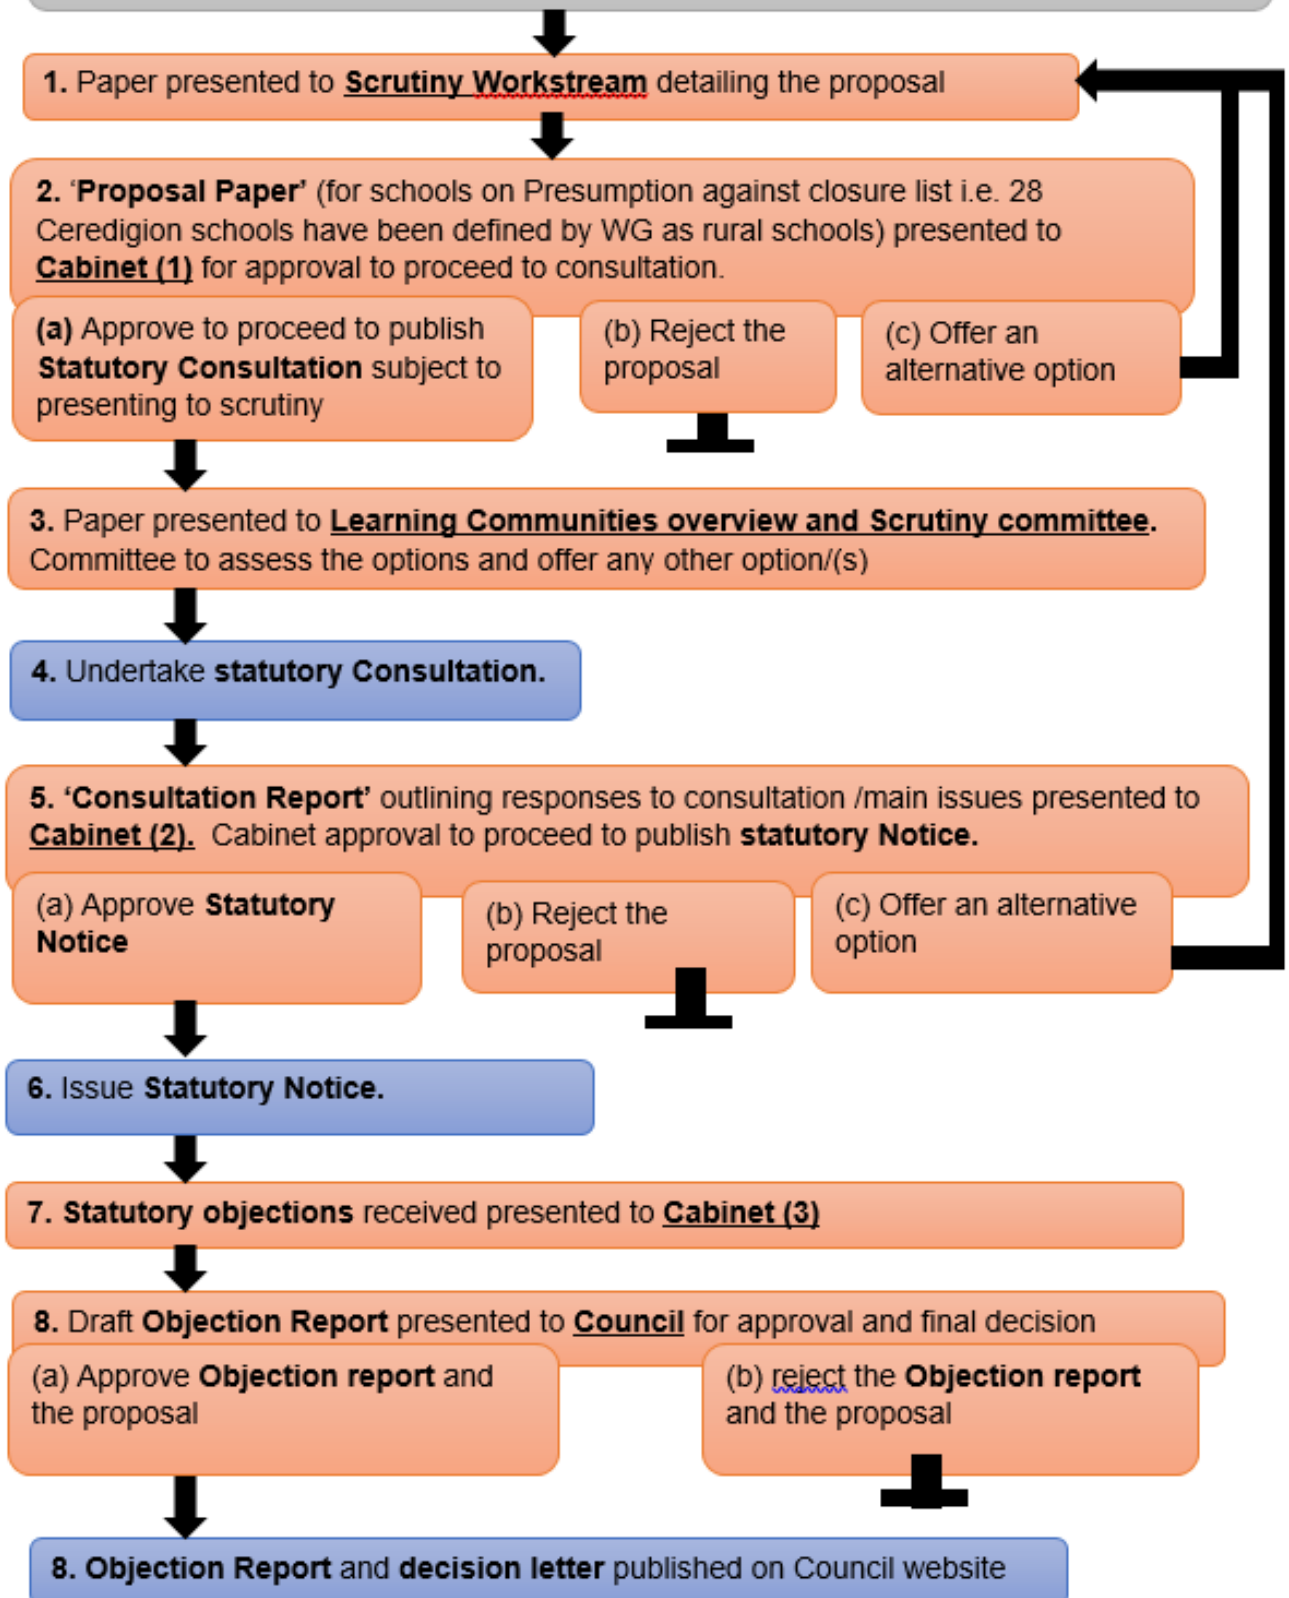 1. Paper presented to Scrutiny Workstream detailing the proposal
2. ‘Proposal Paper’ (for schools on Presumption against closure list i.e. 28
Ceredigion schools have been defined by WG as rural schools) presented to
Cabinet (1) for approval to proceed to consultation.
(a) Approve to proceed to publish
Statutory Consultation subject to
presenting to scrutiny
(b) Reject the
proposal
(c) Offer an
alternative option
3. Paper presented to Learning Communities overview and Scrutiny committee.
Committee to assess the options and offer any other option/(s)
4. Undertake statutory Consultation.
5. ‘Consultation Report’ outlining responses to consultation /main issues presented to
Cabinet (2). Cabinet approval to proceed to publish statutory Notice.
(a) Approve Statutory
Notice
(b) Reject the
proposal
(c) Offer an alternative
option
6. Issue Statutory Notice.
7. Statutory objections received presented to Cabinet (3)
8. Draft Objection Report presented to Council for approval and final decision
(a) Approve Objection report and
the proposal
(b) reject the Objection report
and the proposal
8. Objection Report and decision letter published on Council website